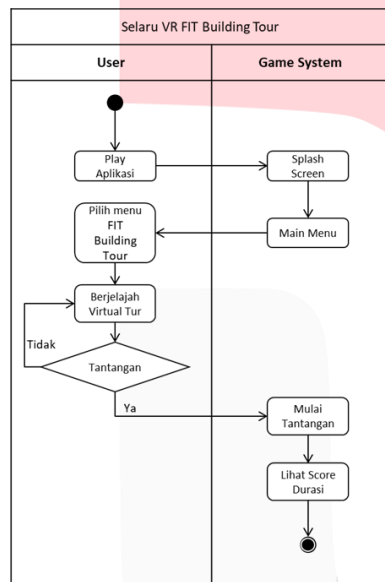 Selaru VR FIT Building Tour
User
Game System
Play
Aplikasi
Splash
Screen
Pilih menu
FIT
Building
Tour
Main Menu
Berjelajah
Virtual Tur
Tidak
Tantangan
Ya
Mulai
Tantangan
Lihat Score
Durasi